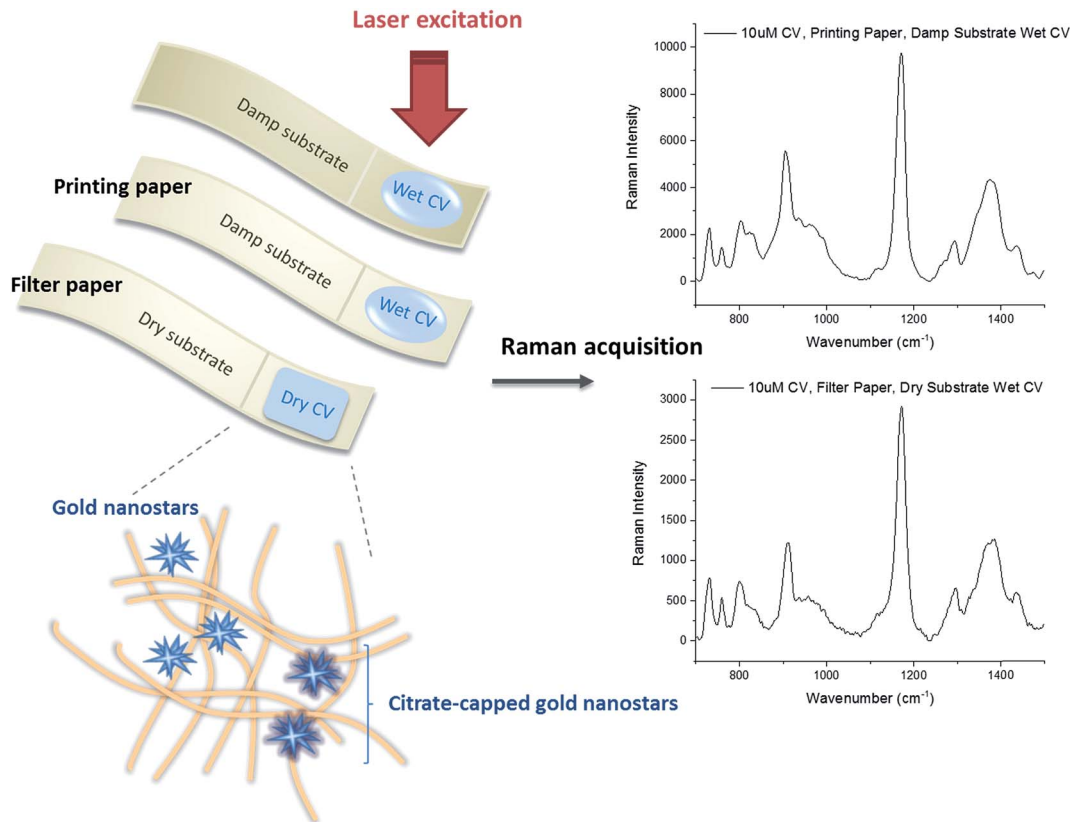 Laser excitation
Damp substrate
Wet CV
Printing paper
Damp substrate
Wet CV
Filter paper
Dry substrate
Dry CV
Raman acquisition
Gold nanostars
Citrate-capped gold nanostars
10uM CV, Printing Paper, Damp Substrate Wet CV
Raman Intensity
10000
8000
6000
4000
2000
0
800 1000 1200 1400
Wavenumber (cm⁻¹)
10uM CV, Filter Paper, Dry Substrate Wet CV
Raman Intensity
3000
2500
2000
1500
1000
500
0
800 1000 1200 1400
Wavenumber (cm⁻¹)